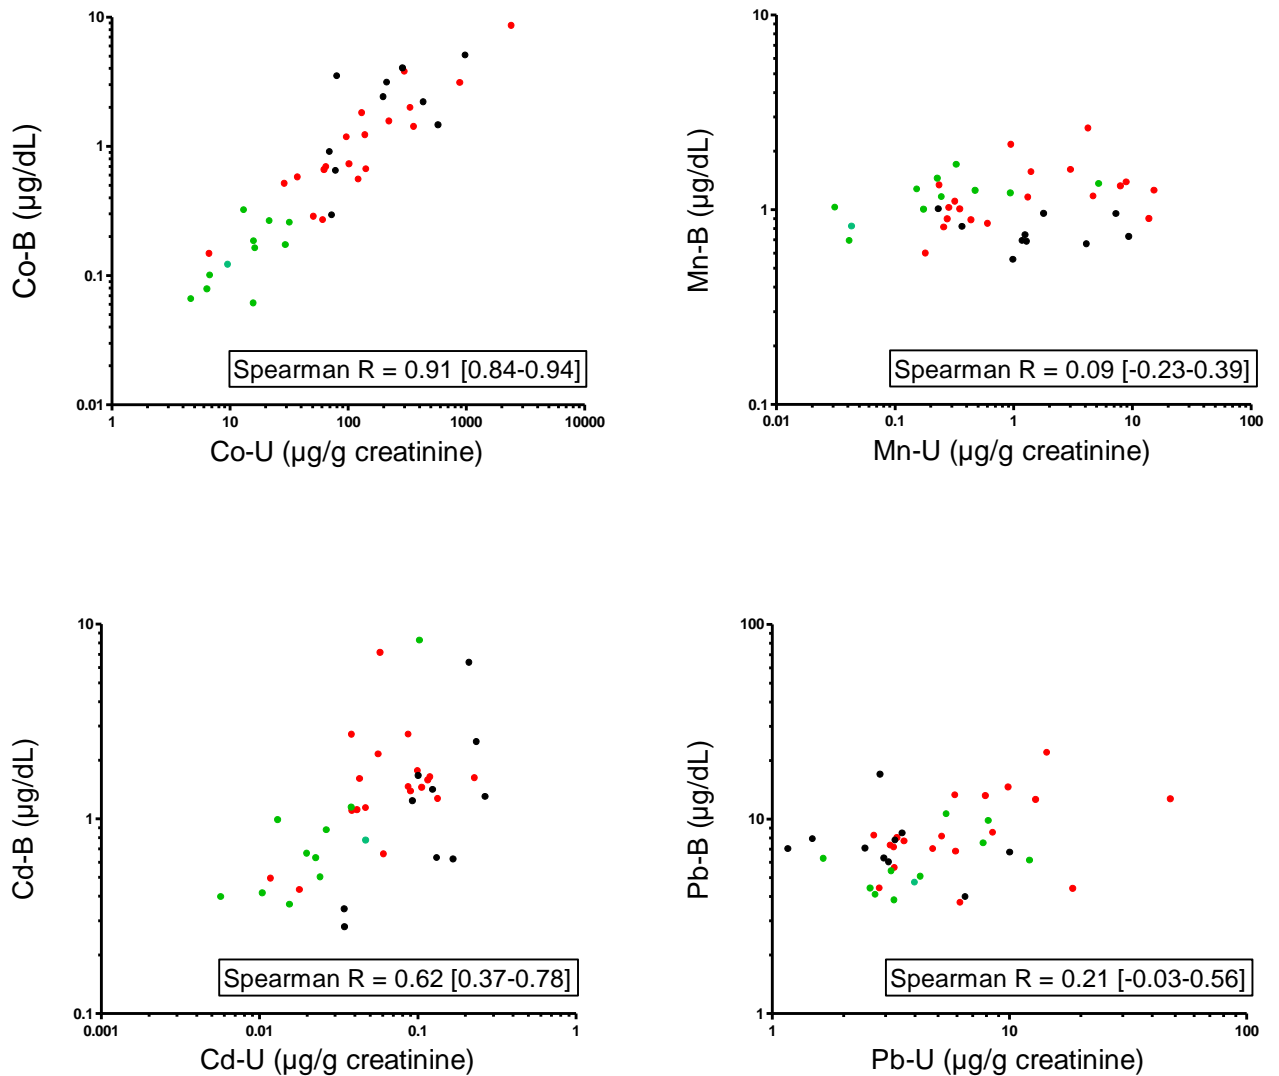 10
1
0.1
0.01
Co-B (µg/dL)
Spearman R = 0.91 [0.84-0.94]
1
10
100
1000
10000
Co-U (µg/g creatinine)
10
1
0.1
Mn-B (µg/dL)
Spearman R = 0.09 [-0.23-0.39]
0.01
0.1
1
10
100
Mn-U (µg/g creatinine)
10
1
0.1
Cd-B (µg/dL)
Spearman R = 0.62 [0.37-0.78]
0.001
0.01
0.1
1
Cd-U (µg/g creatinine)
100
10
1
Pb-B (µg/dL)
Spearman R = 0.21 [-0.03-0.56]
1
10
100
Pb-U (µg/g creatinine)